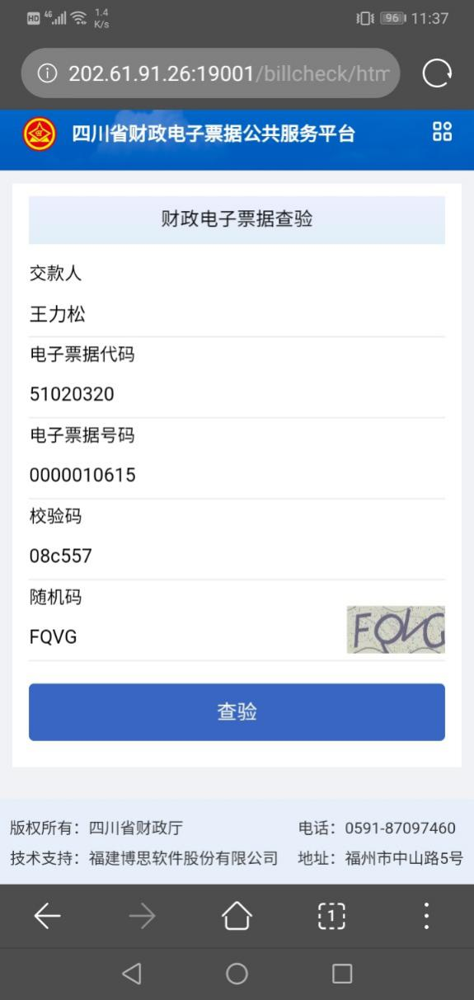 HD 4G 1.4 K/s 96 11:37
202.61.91.26:19001/billcheck/htm
四川省财政电子票据公共服务平台
财政电子票据查验
交款人
王力松
电子票据代码
51020320
电子票据号码
0000010615
校验码
08c557
随机码
FQVG FQVG
查验
版权所有：四川省财政厅 电话：0591-87097460
技术支持：福建博思软件股份有限公司 地址：福州市中山路5号
1